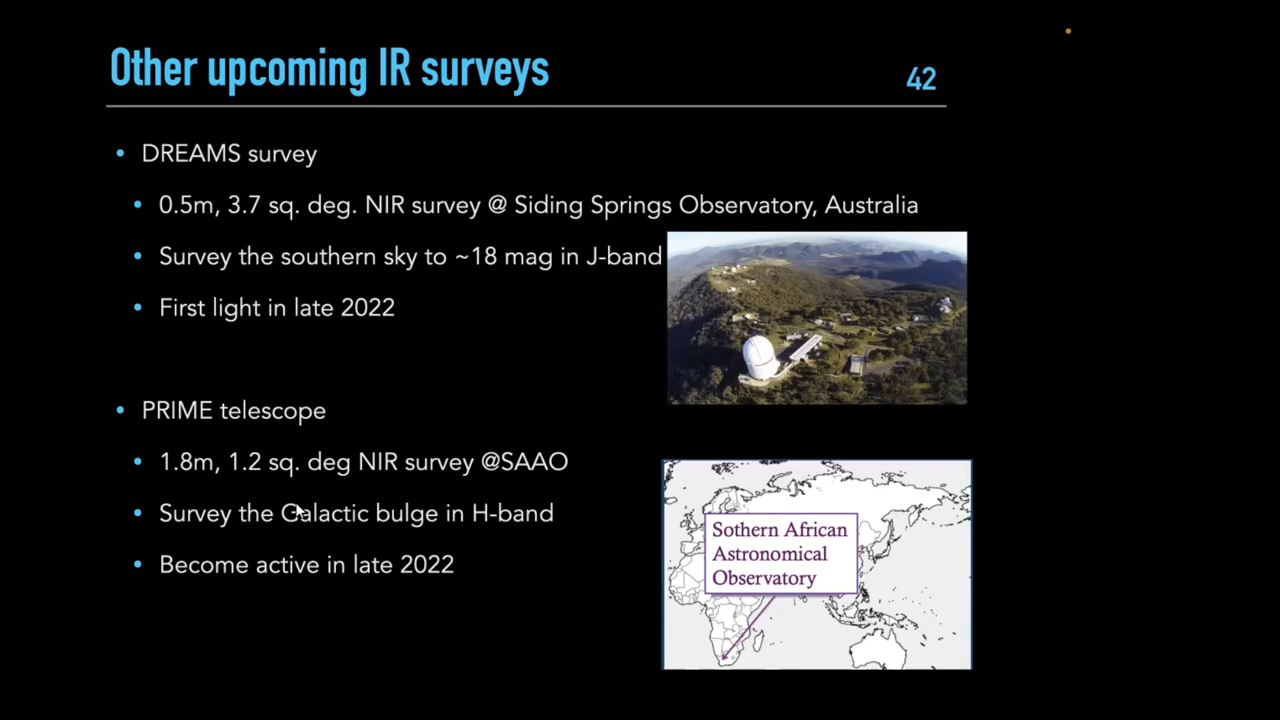 Other upcoming IR surveys
42
• DREAMS survey
• 0.5m, 3.7 sq. deg. NIR survey @ Siding Springs Observatory, Australia
• Survey the southern sky to ~18 mag in J-band
• First light in late 2022
• PRIME telescope
• 1.8m, 1.2 sq. deg NIR survey @SAAO
• Survey the Galactic bulge in H-band
• Become active in late 2022
Sothern African
Astronomical
Observatory